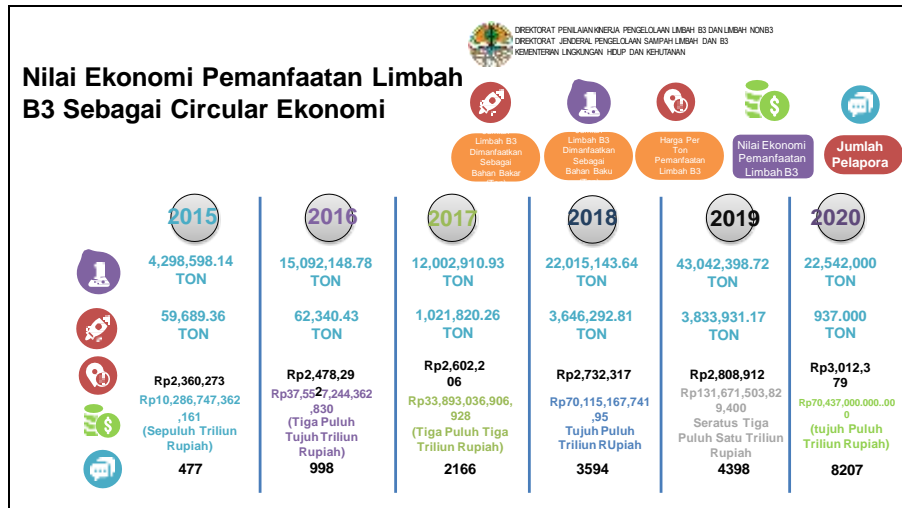 DIREKTORAT PENILAIAN KINERJA PENGELOLAAN LIMBAH B3 DAN LIMBAH NONB3
DIREKTORAT JENDERAL PENGELOLAAN SAMPAH LIMBAH DAN B3
KEMENTERIAN LINGKUNGAN HIDUP DAN KEHUTANAN
Nilai Ekonomi Pemanfaatan Limbah
B3 Sebagai Circular Ekonomi
Limbah B3
Dimanfaatkan
Sebagai
Bahan Bakar
Limbah B3
Dimanfaatkan
Sebagai
Bahan Baku
Harga Per
Ton
Pemanfaatan
Limbah B3
Nilai Ekonomi
Pemanfaatan
Limbah B3
Jumlah
Pelapora
2015
2016
2017
2018
2019
2020
4,298,598.14
TON
15,092,148.78
TON
12,002,910.93
TON
22,015,143.64
TON
43,042,398.72
TON
22,542,000
TON
59,689.36
TON
62,340.43
TON
1,021,820.26
TON
3,646,292.81
TON
3,833,931.17
TON
937.000
TON
Rp2,360,273
Rp2,478,29
2
Rp2,602,2
06
Rp2,732,317
Rp2,808,912
Rp3,012,3
79
Rp10,286,747,362
,161
(Sepuluh Triliun
Rupiah)
Rp37,557,244,362
,830
(Tiga Puluh
Tujuh Triliun
Rupiah)
Rp33,893,036,906,
928
(Tiga Puluh Tiga
Triliun Rupiah)
Rp70,115,167,741
,95
Tujuh Puluh
Triliun RUpiah
Rp131,671,503,82
9,400
Seratus Tiga
Puluh Satu Triliun
Rupiah
Rp70,437,000.000..00
0
(tujuh Puluh
Triliun Rupiah)
477
998
2166
3594
4398
8207